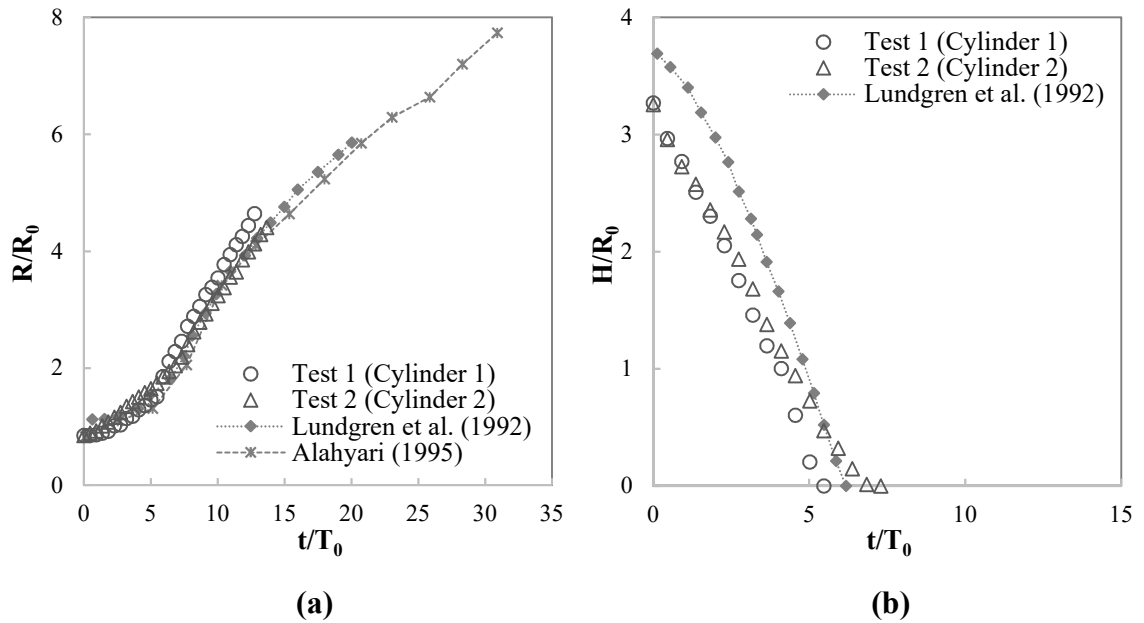 8
6
4
2
0
R/R0
Test 1 (Cylinder 1)
Test 2 (Cylinder 2)
Lundgren et al. (1992)
Alahyari (1995)
0 5 10 15 20 25 30 35
t/T0
(a)
4
3
2
1
0
H/R0
Test 1 (Cylinder 1)
Test 2 (Cylinder 2)
Lundgren et al. (1992)
0 5 10 15
t/T0
(b)